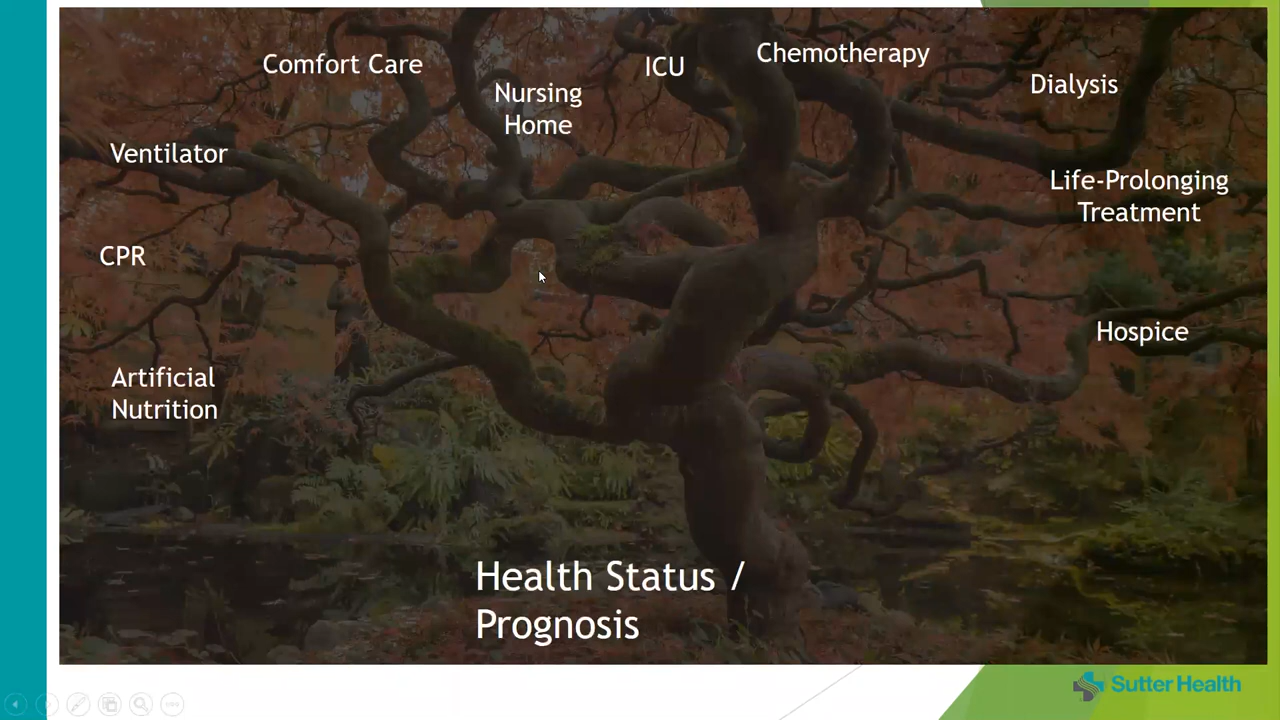 Comfort Care
Nursing
Home
ICU
Chemotherapy
Dialysis
Ventilator
Life-Prolonging
Treatment
CPR
Hospice
Artificial
Nutrition
Health Status /
Prognosis
Sutter Health